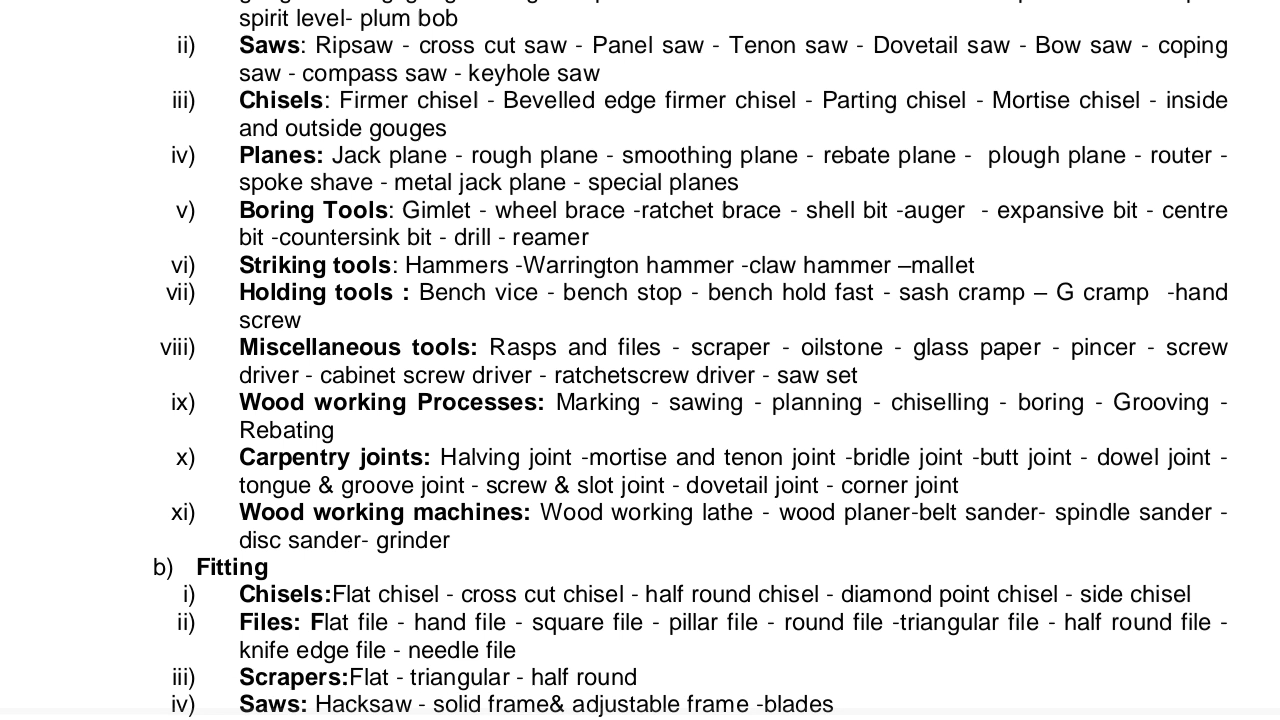 spirit level- plum bob
ii) Saws: Ripsaw - cross cut saw - Panel saw - Tenon saw - Dovetail saw - Bow saw - coping
saw - compass saw - keyhole saw
iii) Chisels: Firmer chisel - Bevelled edge firmer chisel - Parting chisel - Mortise chisel - inside
and outside gouges
iv) Planes: Jack plane - rough plane - smoothing plane - rebate plane - plough plane - router -
spoke shave - metal jack plane - special planes
v) Boring Tools: Gimlet - wheel brace -ratchet brace - shell bit -auger - expansive bit - centre
bit -countersink bit - drill - reamer
vi) Striking tools: Hammers -Warrington hammer -claw hammer –mallet
vii) Holding tools : Bench vice - bench stop - bench hold fast - sash cramp – G cramp -hand
screw
viii) Miscellaneous tools: Rasps and files - scraper - oilstone - glass paper - pincer - screw
driver - cabinet screw driver - ratchetscrew driver - saw set
ix) Wood working Processes: Marking - sawing - planning - chiselling - boring - Grooving -
Rebating
x) Carpentry joints: Halving joint -mortise and tenon joint -bridle joint -butt joint - dowel joint -
tongue & groove joint - screw & slot joint - dovetail joint - corner joint
xi) Wood working machines: Wood working lathe - wood planer-belt sander- spindle sander -
disc sander- grinder
b) Fitting
i) Chisels:Flat chisel - cross cut chisel - half round chisel - diamond point chisel - side chisel
ii) Files: Flat file - hand file - square file - pillar file - round file -triangular file - half round file -
knife edge file - needle file
iii) Scrapers:Flat - triangular - half round
iv) Saws: Hacksaw - solid frame& adjustable frame -blades